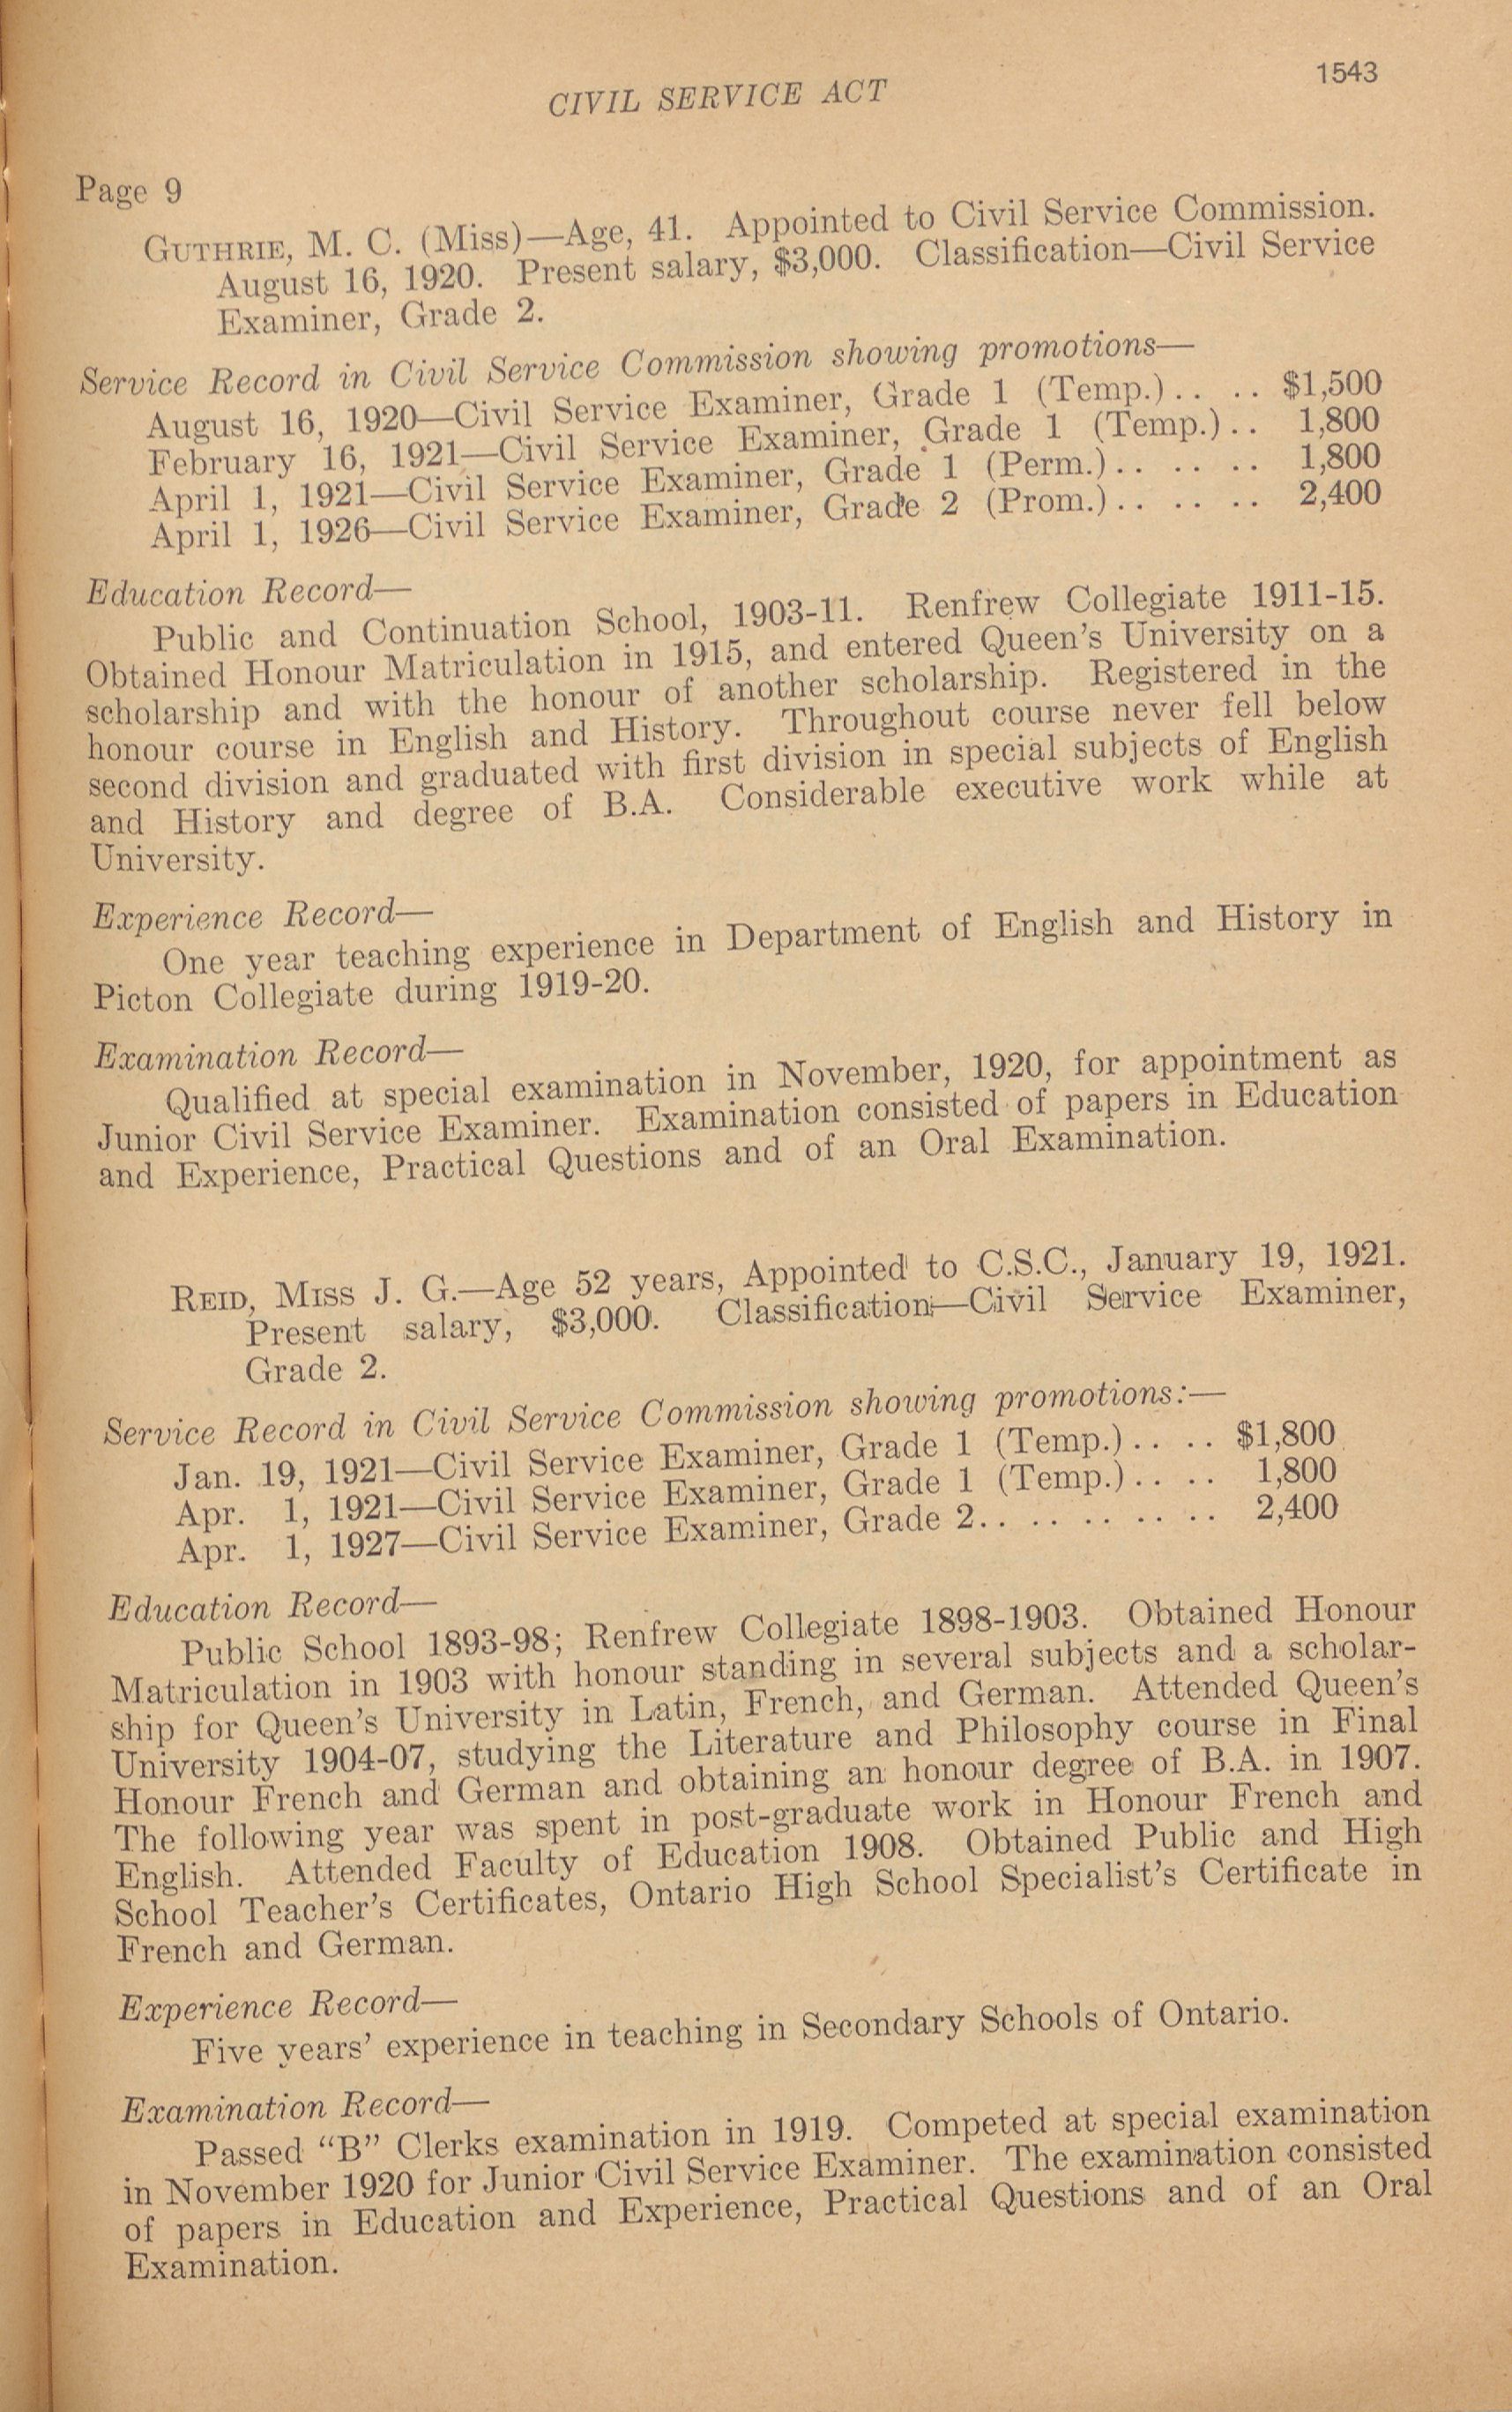 1543
CIVIL SERVICE ACT
Page 9
GUTHRIE, M. C. (Miss)—Age, 41. Appointed to Civil Service Commission.
August 16, 1920. Present salary, $3,000. Classification—Civil Service
Examiner, Grade 2.
Service Record in Civil Service Commission showing promotions—
August 16, 1920—Civil Service Examiner, Grade 1 (Temp.).. .. $1,500
February 16, 1921—Civil Service Examiner, Grade 1 (Temp.).. 1,800
April 1, 1921—Civil Service Examiner, Grade 1 (Perm.).. .. .. 1,800
April 1, 1926—Civil Service Examiner, Grade 2 (Prom.).. .. .. 2,400
Education Record—
Public and Continuation School, 1903-11. Renfrew Collegiate 1911-15.
Obtained Honour Matriculation in 1915, and entered Queen's University on a
scholarship and with the honour of another scholarship. Registered in the
honour course in English and History. Throughout course never fell below
second division and graduated with first division in special subjects of English
and History and degree of B.A. Considerable executive work while at
University.
Experience Record—
One year teaching experience in Department of English and History in
Picton Collegiate during 1919-20.
Examination Record—
Qualified at special examination in November, 1920, for appointment as
Junior Civil Service Examiner. Examination consisted of papers in Education
and Experience, Practical Questions and of an Oral Examination.
REID, MISS J. G.—Age 52 years, Appointed to C.S.C., January 19, 1921.
Present salary, $3,000. Classification—Civil Service Examiner,
Grade 2.
Service Record in Civil Service Commission showing promotions:—
Jan. 19, 1921—Civil Service Examiner, Grade 1 (Temp.).. .. $1,800
Apr. 1, 1921—Civil Service Examiner, Grade 1 (Temp.).. .. 1,800
Apr. 1, 1927—Civil Service Examiner, Grade 2.. .. .. .. .. 2,400
Education Record—
Public School 1893-98; Renfrew Collegiate 1898-1903. Obtained Honour
Matriculation in 1903 with honour standing in several subjects and a scholar-
ship for Queen's University in Latin, French, and German. Attended Queen's
University 1904-07, studying the Literature and Philosophy course in Final
Honour French and German and obtaining an honour degree of B.A. in 1907.
The following year was spent in post-graduate work in Honour French and
English. Attended Faculty of Education 1908. Obtained Public and High
School Teacher's Certificates, Ontario High School Specialist's Certificate in
French and German.
Experience Record—
Five years' experience in teaching in Secondary Schools of Ontario.
Examination Record—
Passed "B" Clerks examination in 1919. Competed at special examination
in November 1920 for Junior Civil Service Examiner. The examination consisted
of papers in Education and Experience, Practical Questions and of an Oral
Examination.